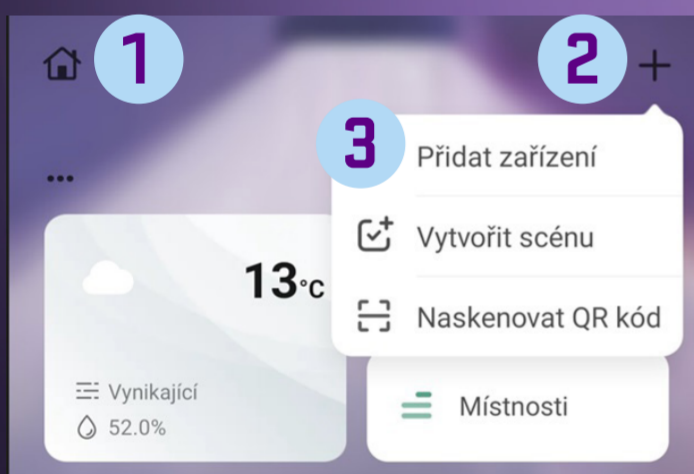 1
2
3
Přidat zařízení
Vytvořit scénu
Naskenovat QR kód
13°C
Vynikající
52.0%
Místnosti